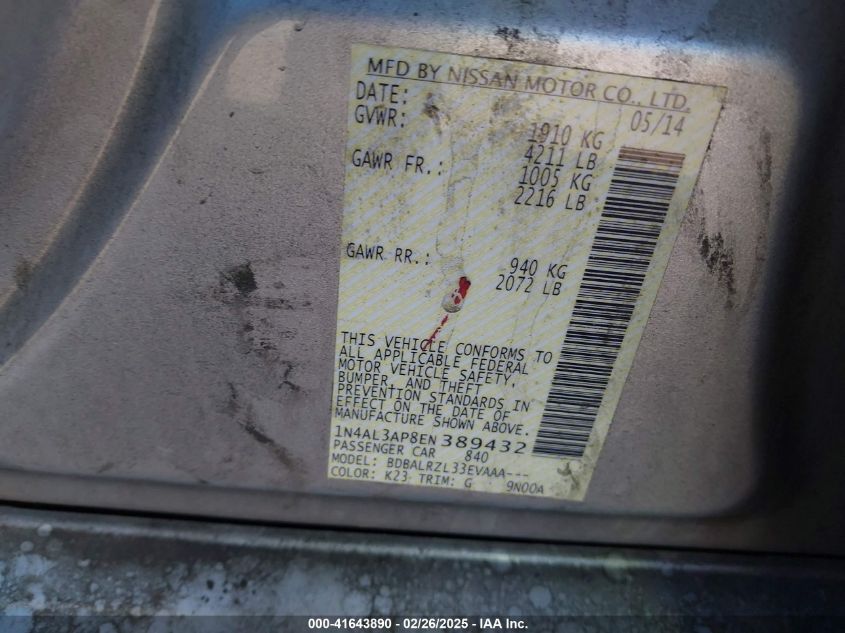 MFD BY NISSAN MOTOR CO., LTD.
DATE: 05/14
GVWR: 1910 KG
4211 LB
GAWR FR.: 1005 KG
2216 LB
GAWR RR.: 940 KG
2072 LB
THIS VEHICLE CONFORMS TO
ALL APPLICABLE FEDERAL
MOTOR VEHICLE SAFETY,
BUMPER, AND THEFT
PREVENTION STANDARDS IN
EFFECT ON THE DATE OF
MANUFACTURE SHOWN ABOVE.
1N4AL3AP8EN389432
PASSENGER CAR 840
MODEL: BDBALRZL33EVAAA---
COLOR: K23 TRIM: G 9N00A
000-41643890 - 02/26/2025 - IAA Inc.